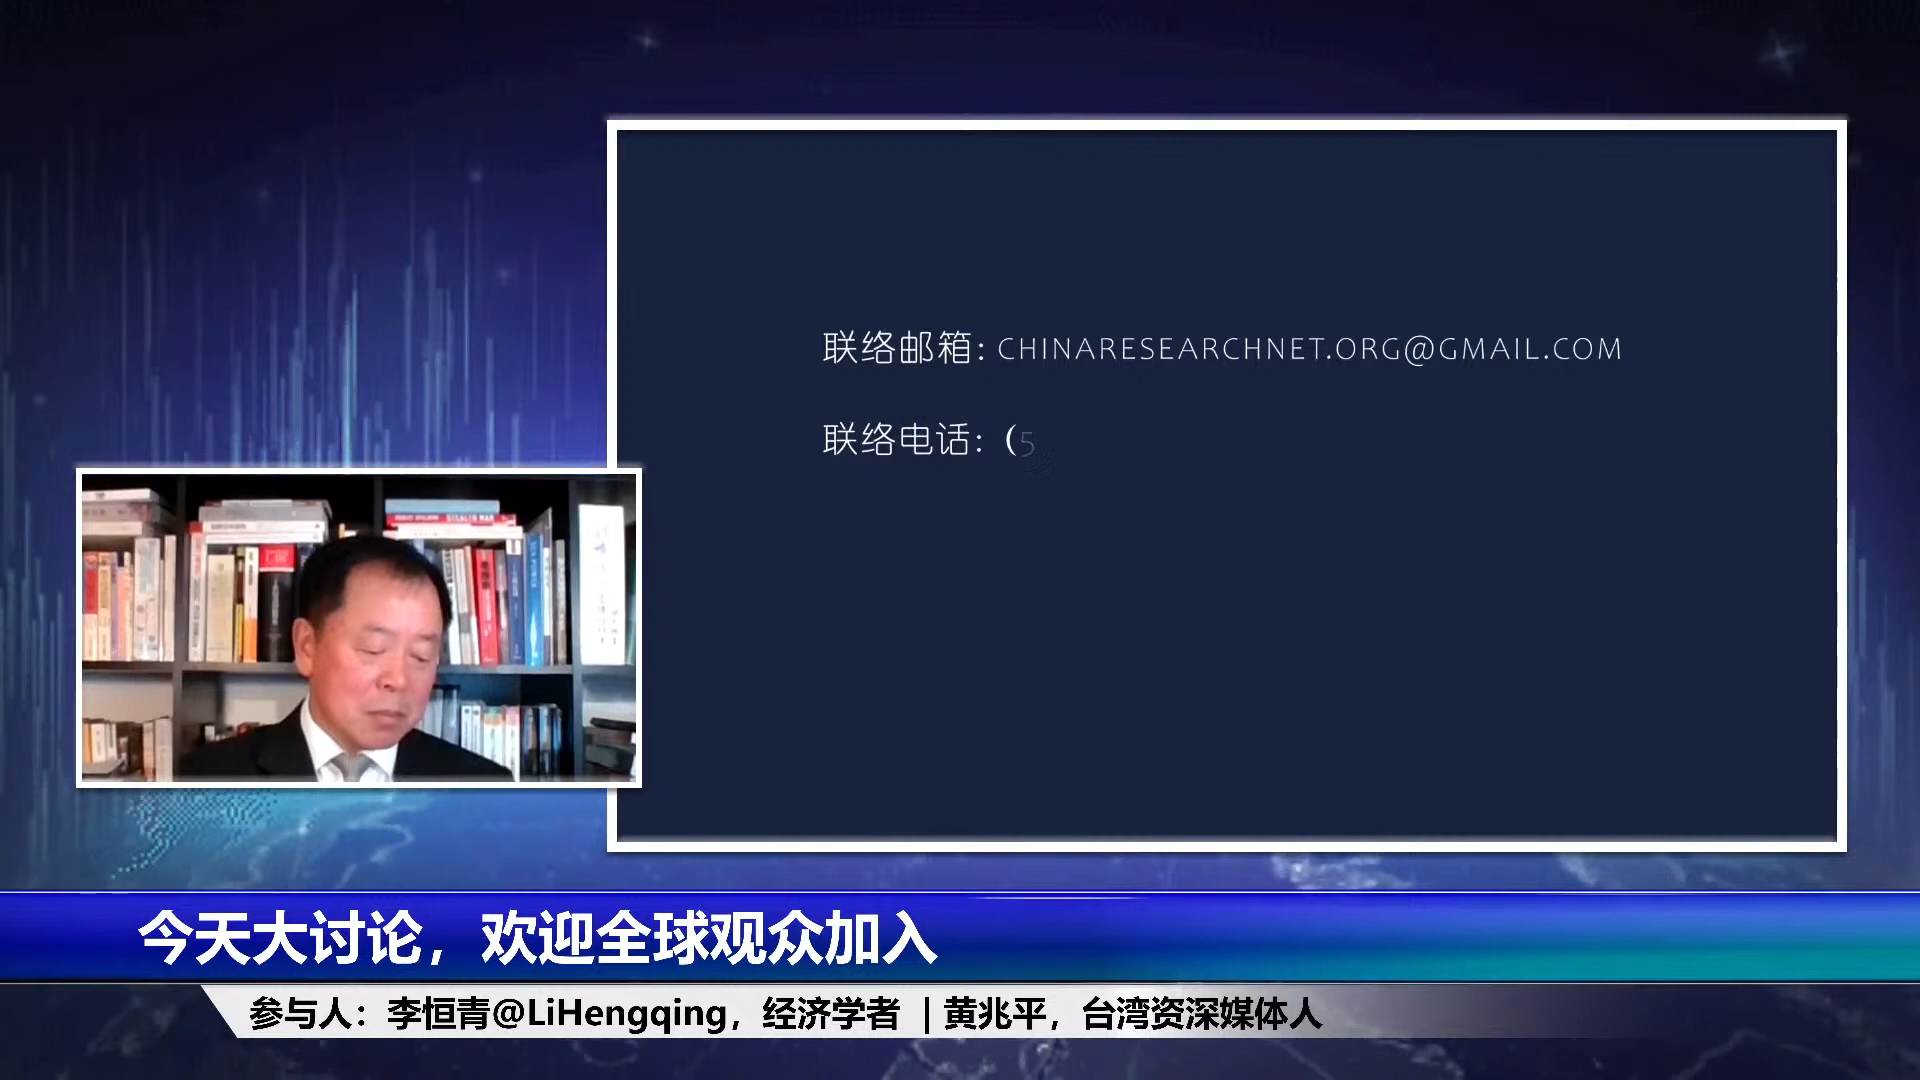 联络邮箱: CHINARESEARCHNET.ORG@GMAIL.COM
联络电话: (5
STEALTH WAR
今天大讨论，欢迎全球观众加入
参与人：李恒青@LiHengqing，经济学者 | 黄兆平，台湾资深媒体人